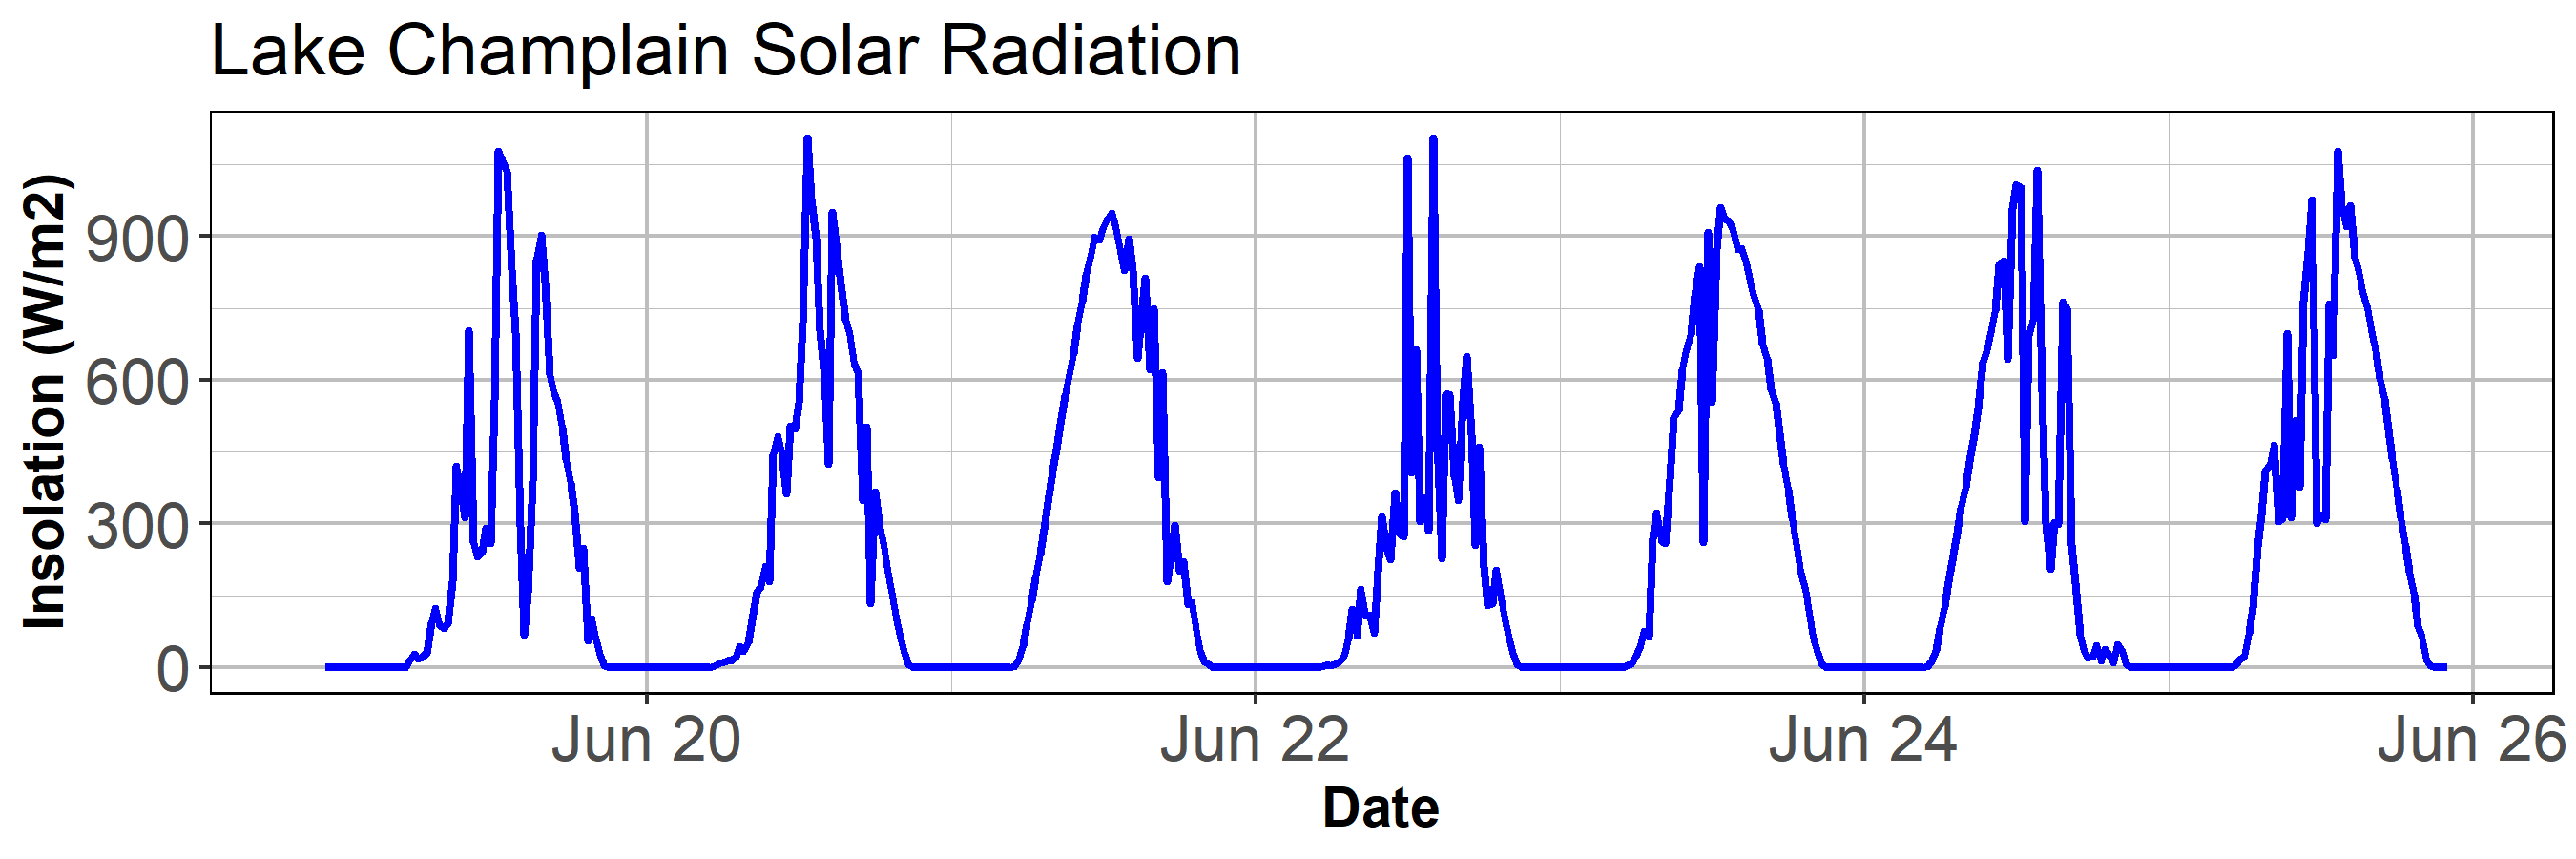 Lake Champlain Solar Radiation
Insolation (W/m2)
900
600
300
0
Jun 20
Jun 22
Jun 24
Jun 26
Date